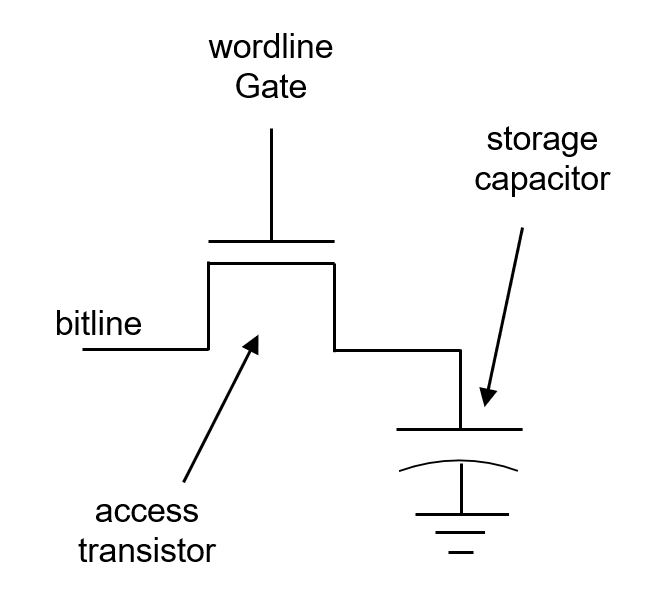 wordline
Gate
storage
capacitor
bitline
access
transistor